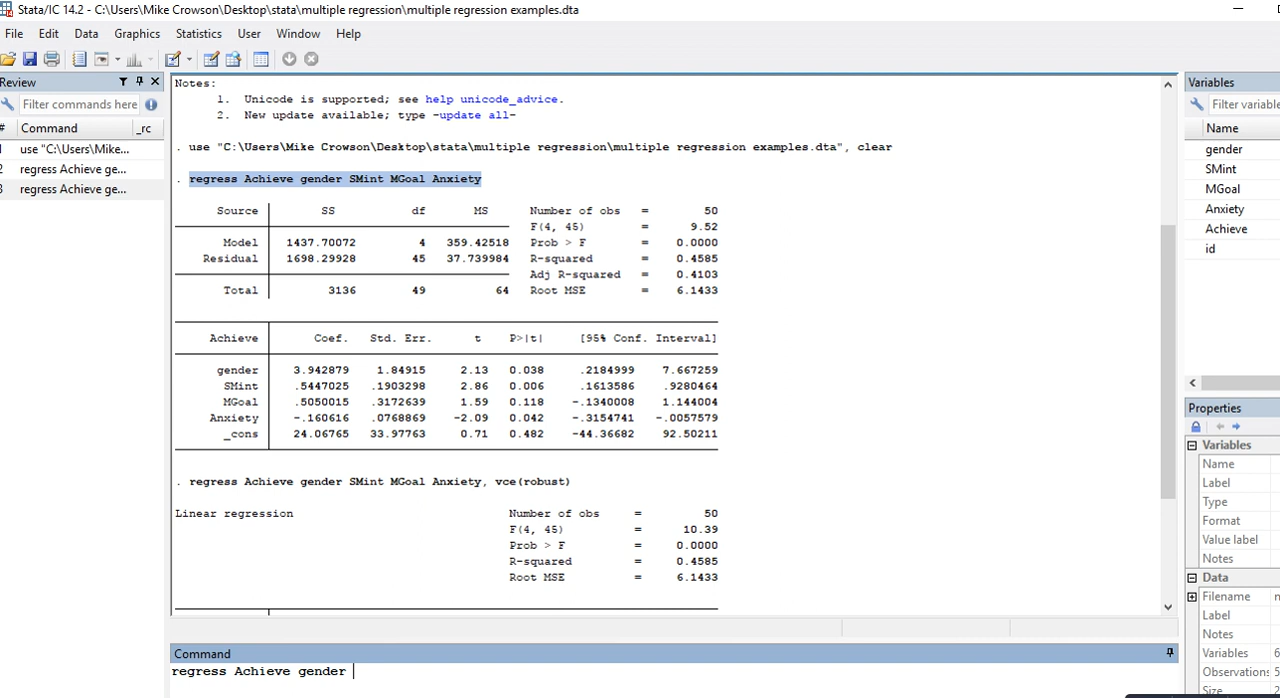 Stata/IC 14.2 - C:\Users\Mike Crowson\Desktop\stata\multiple regression\multiple regression examples.dta
File Edit Data Graphics Statistics User Window Help
Review
Filter commands here
# Command _rc
1 use "C:\Users\Mike...
2 regress Achieve ge...
3 regress Achieve ge...
Notes:
1. Unicode is supported; see help unicode_advice.
2. New update available; type -update all-
. use "C:\Users\Mike Crowson\Desktop\stata\multiple regression\multiple regression examples.dta", clear
. regress Achieve gender SMint MGoal Anxiety
Source SS df MS Number of obs = 50
F(4, 45) = 9.52
Model 1437.70072 4 359.42518 Prob > F = 0.0000
Residual 1698.29928 45 37.739984 R-squared = 0.4585
Adj R-squared = 0.4103
Total 3136 49 64 Root MSE = 6.1433
Achieve Coef. Std. Err. t P>|t| [95% Conf. Interval]
gender 3.942879 1.84915 2.13 0.038 .2184999 7.667259
SMint .5447025 .1903298 2.86 0.006 .1613586 .9280464
MGoal .5050015 .3172639 1.59 0.118 -.1340008 1.144004
Anxiety -.160616 .0768869 -2.09 0.042 -.3154741 -.0057579
_cons 24.06765 33.97763 0.71 0.482 -44.36682 92.50211
. regress Achieve gender SMint MGoal Anxiety, vce(robust)
Linear regression Number of obs = 50
F(4, 45) = 10.39
Prob > F = 0.0000
R-squared = 0.4585
Root MSE = 6.1433
Command
regress Achieve gender
Variables
Filter variable
Name
gender
SMint
MGoal
Anxiety
Achieve
id
Properties
Variables
Name
Label
Type
Format
Value label
Notes
Data
Filename
Label
Notes
Variables 6
Observations 5
Size